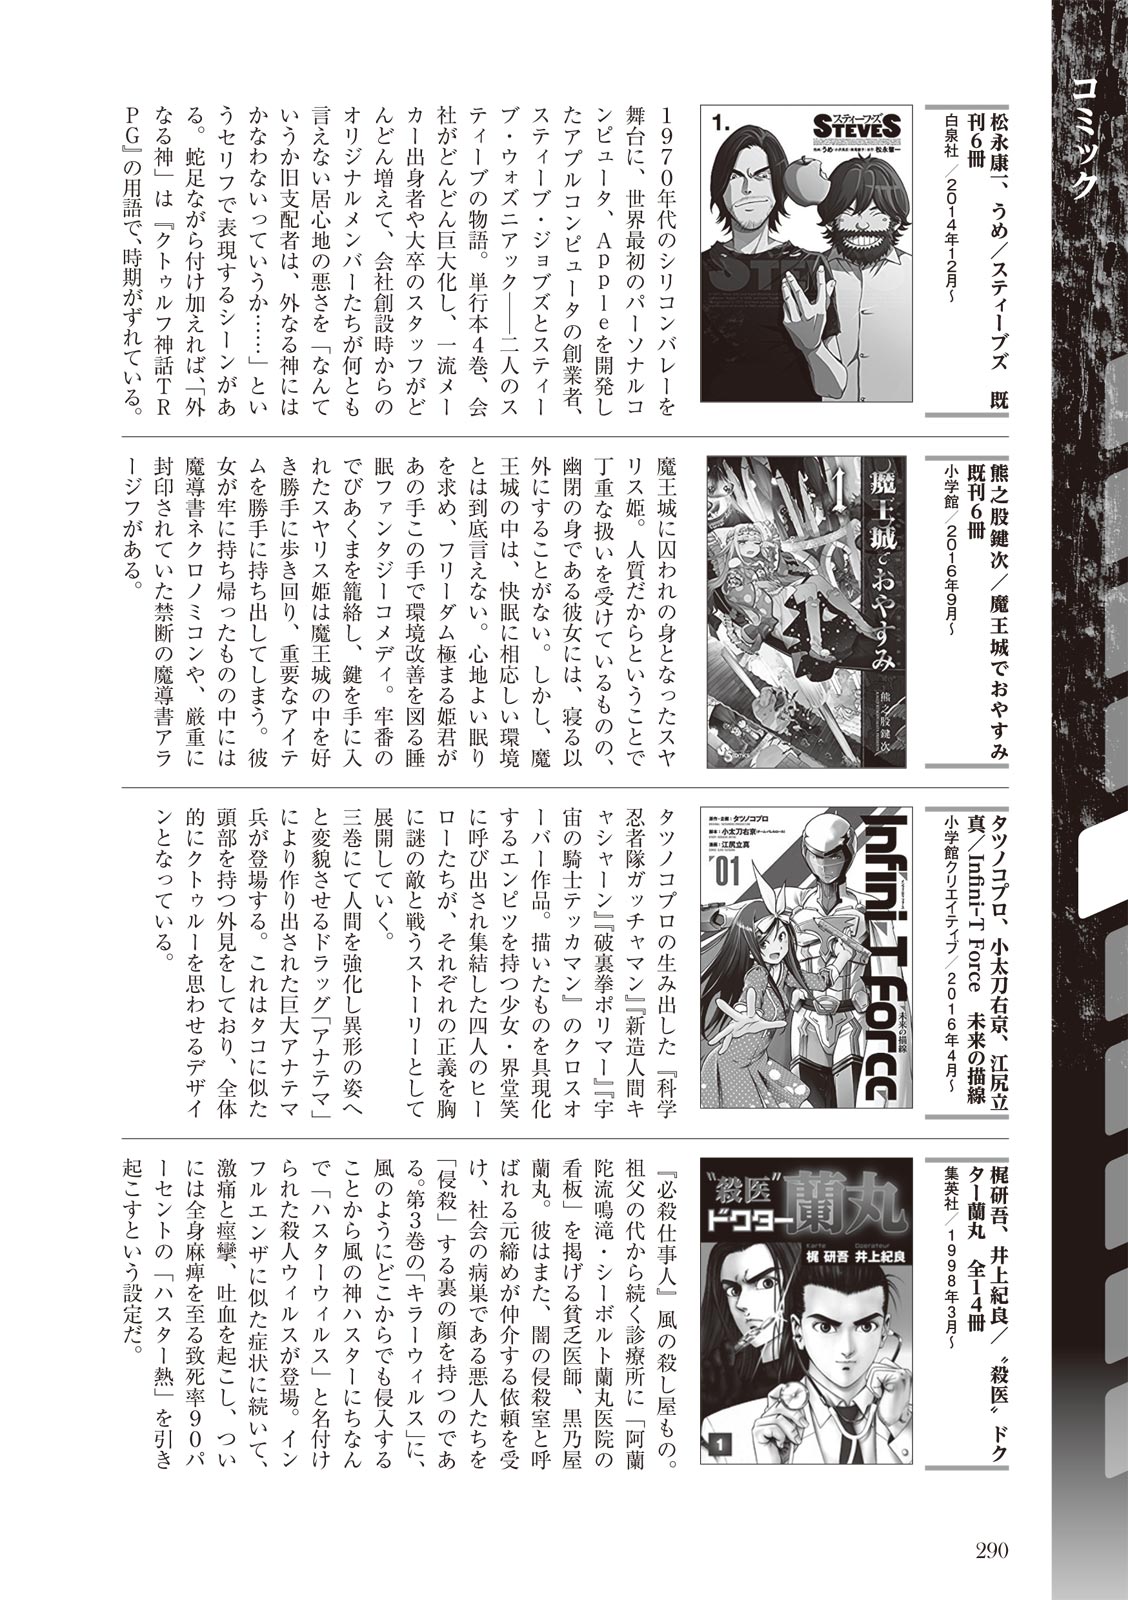 コミック
松永康一、うめ／スティーブズ　既
刊６冊
白泉社／２０１４年１２月〜
スティーブズ
STEVES
1.
１９７０年代のシリコンバレーを
舞台に、世界最初のパーソナルコ
ンピュータ、Ａｐｐｌｅを開発し
たアップルコンピュータの創業者、
スティーブ・ジョブズとスティー
ブ・ウォズニアック――二人のス
ティーブの物語。単行本４巻、会
社がどんどん巨大化し、一流メー
カー出身者や大卒のスタッフがど
んどん増えて、会社創設時からの
オリジナルメンバーたちが何とも
言えない居心地の悪さを「なんて
いうか旧支配者は、外なる神には
かなわないっていうか……」とい
うセリフで表現するシーンがあ
る。蛇足ながら付け加えれば、「外
なる神」は『クトゥルフ神話ＴＲ
ＰＧ』の用語で、時期がずれている。
熊之股鍵次／魔王城でおやすみ
既刊６冊
小学館／２０１６年９月〜
魔王城でおやすみ
1
熊之股鍵次
魔王城に囚われの身となったスヤ
リス姫。人質だからということで
丁重な扱いを受けているものの、
幽閉の身である彼女には、寝る以
外にすることがない。しかし、魔
王城の中は、快眠に相応しい環境
とは到底言えない。心地よい眠り
を求め、フリーダム極まる姫君が
あの手この手で環境改善を図る睡
眠ファンタジーコメディ。牢番の
でびあくまを籠絡し、鍵を手に入
れたスヤリス姫は魔王城の中を好
き勝手に歩き回り、重要なアイテ
ムを勝手に持ち出してしまう。彼
女が牢に持ち帰ったものの中には
魔導書ネクロノミコンや、厳重に
封印されていた禁断の魔導書アラ
ージフがある。
タツノコプロ、小太刀右京、江尻立
真／Infini-T Force　未来の描線
小学館クリエイティブ／２０１６年４月〜
原作・企画：タツノコプロ
脚本：小太刀右京（チーム・バレルロール）
漫画：江尻立真
'01
Infini-T Force
未来の描線
タツノコプロの生み出した『科学
忍者隊ガッチャマン』『新造人間キ
ャシャーン』『破裏拳ポリマー』『宇
宙の騎士テッカマン』のクロスオ
ーバー作品。描いたものを具現化
するエンピツを持つ少女・界堂笑
に呼び出され集結した四人のヒー
ローたちが、それぞれの正義を胸
に謎の敵と戦うストーリーとして
展開していく。
三巻にて人間を強化し異形の姿へ
と変貌させるドラッグ「アナテマ」
により作り出された巨大アナテマ
兵が登場する。これはタコに似た
頭部を持つ外見をしており、全体
的にクトゥルーを思わせるデザイ
ンとなっている。
梶研吾、井上紀良／〝殺医〟ドク
ター蘭丸　全１４冊
集英社／１９９８年３月〜
〝殺医〟
ドクター蘭丸
Karte Operateur
梶 研吾 井上紀良
1
『必殺仕事人』風の殺し屋もの。
祖父の代から続く診療所に「阿蘭
陀流鳴滝・シーボルト蘭丸医院の
看板」を掲げる貧乏医師、黒乃屋
蘭丸。彼はまた、闇の侵殺室と呼
ばれる元締めが仲介する依頼を受
け、社会の病巣である悪人たちを
「侵殺」する裏の顔を持つのであ
る。第３巻の「キラーウィルス」に、
風のようにどこからでも侵入する
ことから風の神ハスターにちなん
で「ハスターウィルス」と名付け
られた殺人ウィルスが登場。イン
フルエンザに似た症状に続いて、
激痛と痙攣、吐血を起こし、つい
には全身麻痺を至る致死率９０パ
ーセントの「ハスター熱」を引き
起こすという設定だ。
290